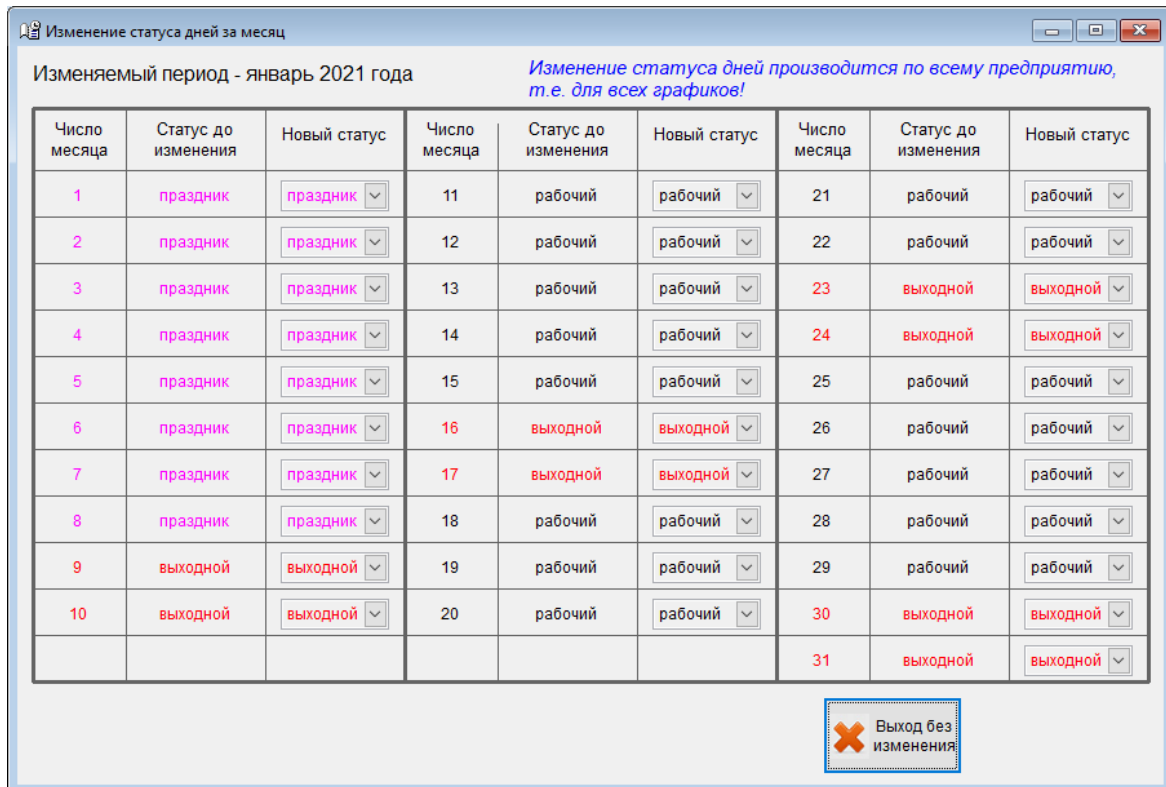 Изменение статуса дней за месяц
Изменяемый период - январь 2021 года
Изменение статуса дней производится по всему предприятию,
т.е. для всех графиков!
Число месяца Статус до изменения Новый статус Число месяца Статус до изменения Новый статус Число месяца Статус до изменения Новый статус
1 праздник праздник 11 рабочий рабочий 21 рабочий рабочий
2 праздник праздник 12 рабочий рабочий 22 рабочий рабочий
3 праздник праздник 13 рабочий рабочий 23 выходной выходной
4 праздник праздник 14 рабочий рабочий 24 выходной выходной
5 праздник праздник 15 рабочий рабочий 25 рабочий рабочий
6 праздник праздник 16 выходной выходной 26 рабочий рабочий
7 праздник праздник 17 выходной выходной 27 рабочий рабочий
8 праздник праздник 18 рабочий рабочий 28 рабочий рабочий
9 выходной выходной 19 рабочий рабочий 29 рабочий рабочий
10 выходной выходной 20 рабочий рабочий 30 выходной выходной
31 выходной выходной
Выход без
изменения